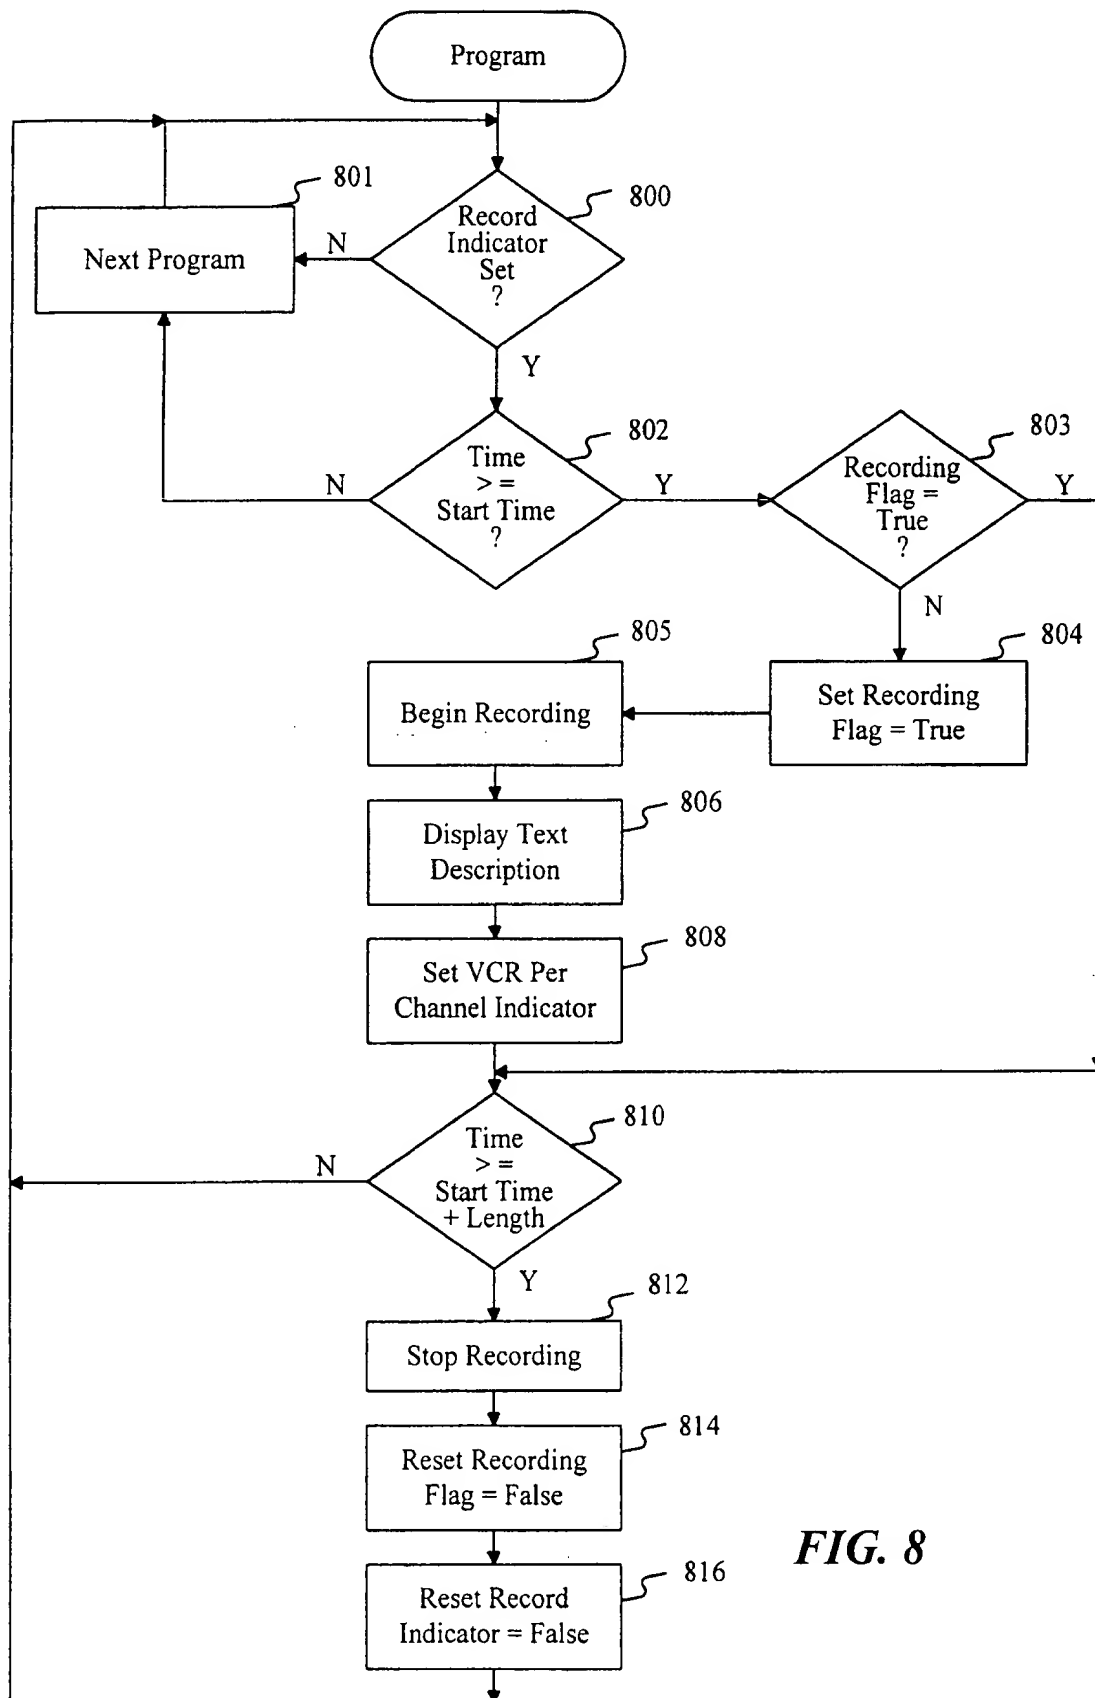 Program
801
800
Next Program
N
Record
Indicator
Set
?
Y
802
803
N
Time
> =
Start Time
?
Y
Recording
Flag =
True
?
Y
N
805
804
Begin Recording
Set Recording
Flag = True
806
Display Text
Description
808
Set VCR Per
Channel Indicator
810
N
Time
> =
Start Time
+ Length
Y
812
Stop Recording
814
Reset Recording
Flag = False
FIG. 8
816
Reset Record
Indicator = False